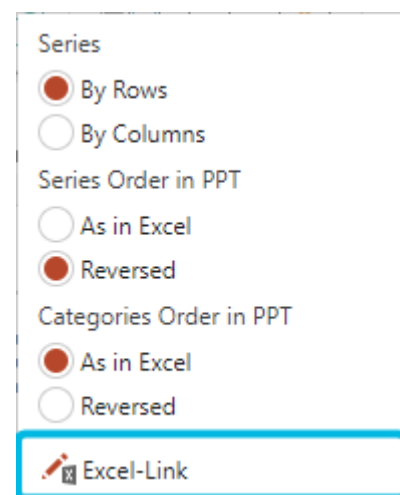 Series
By Rows
By Columns
Series Order in PPT
As in Excel
Reversed
Categories Order in PPT
As in Excel
Reversed
Excel-Link